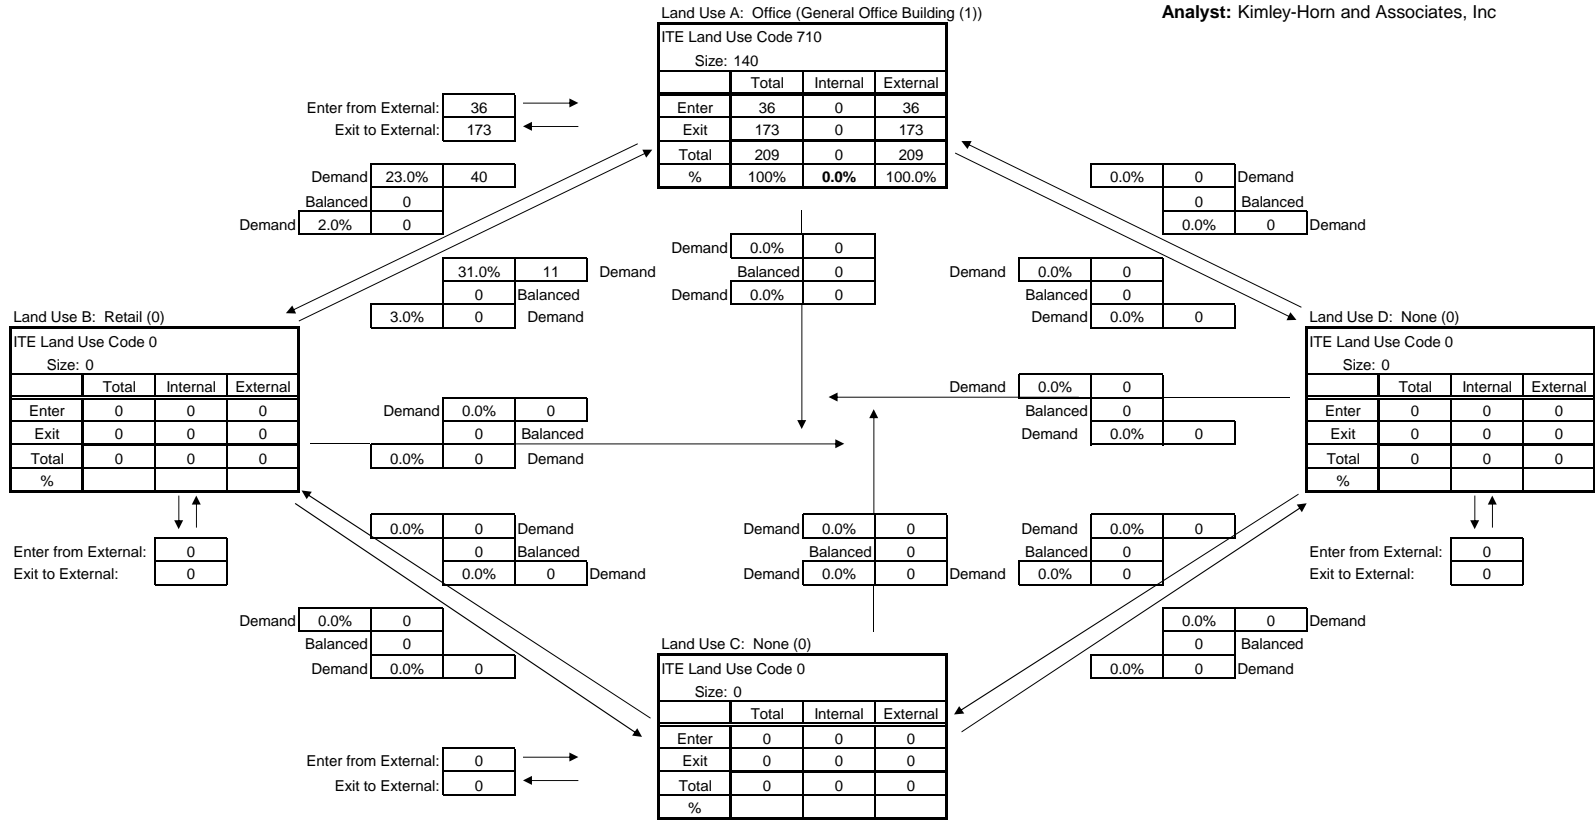 Land Use A: Office (General Office Building (1))
Analyst: Kimley-Horn and Associates, Inc
ITE Land Use Code 710
Size: 140
Total Internal External
Enter 36 0 36
Exit 173 0 173
Total 209 0 209
% 100% 0.0% 100.0%
Enter from External: 36
Exit to External: 173
Demand 23.0% 40
Balanced 0
Demand 2.0% 0
0.0% 0 Demand
0 Balanced
0.0% 0 Demand
31.0% 11 Demand
0 Balanced
3.0% 0 Demand
Demand 0.0% 0
Balanced 0
Demand 0.0% 0
Demand 0.0% 0
Balanced 0
Demand 0.0% 0
Land Use B: Retail (0)
ITE Land Use Code 0
Size: 0
Total Internal External
Enter 0 0 0
Exit 0 0 0
Total 0 0 0
%
Demand 0.0% 0
0 Balanced
0.0% 0 Demand
Demand 0.0% 0
Balanced 0
Demand 0.0% 0
Land Use D: None (0)
ITE Land Use Code 0
Size: 0
Total Internal External
Enter 0 0 0
Exit 0 0 0
Total 0 0 0
%
Enter from External: 0
Exit to External: 0
0.0% 0 Demand
0 Balanced
0.0% 0 Demand
Demand 0.0% 0
Balanced 0
Demand 0.0% 0
Demand 0.0% 0
Balanced 0
Demand 0.0% 0
Enter from External: 0
Exit to External: 0
Demand 0.0% 0
Balanced 0
Demand 0.0% 0
0.0% 0 Demand
0 Balanced
0.0% 0 Demand
Land Use C: None (0)
ITE Land Use Code 0
Size: 0
Total Internal External
Enter 0 0 0
Exit 0 0 0
Total 0 0 0
%
Enter from External: 0
Exit to External: 0